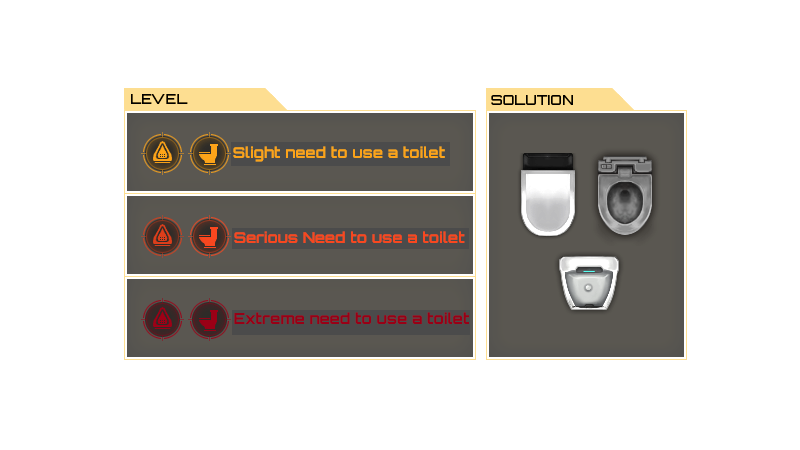 LEVEL
SOLUTION
Slight need to use a toilet
Serious Need to use a toilet
Extreme need to use a toilet